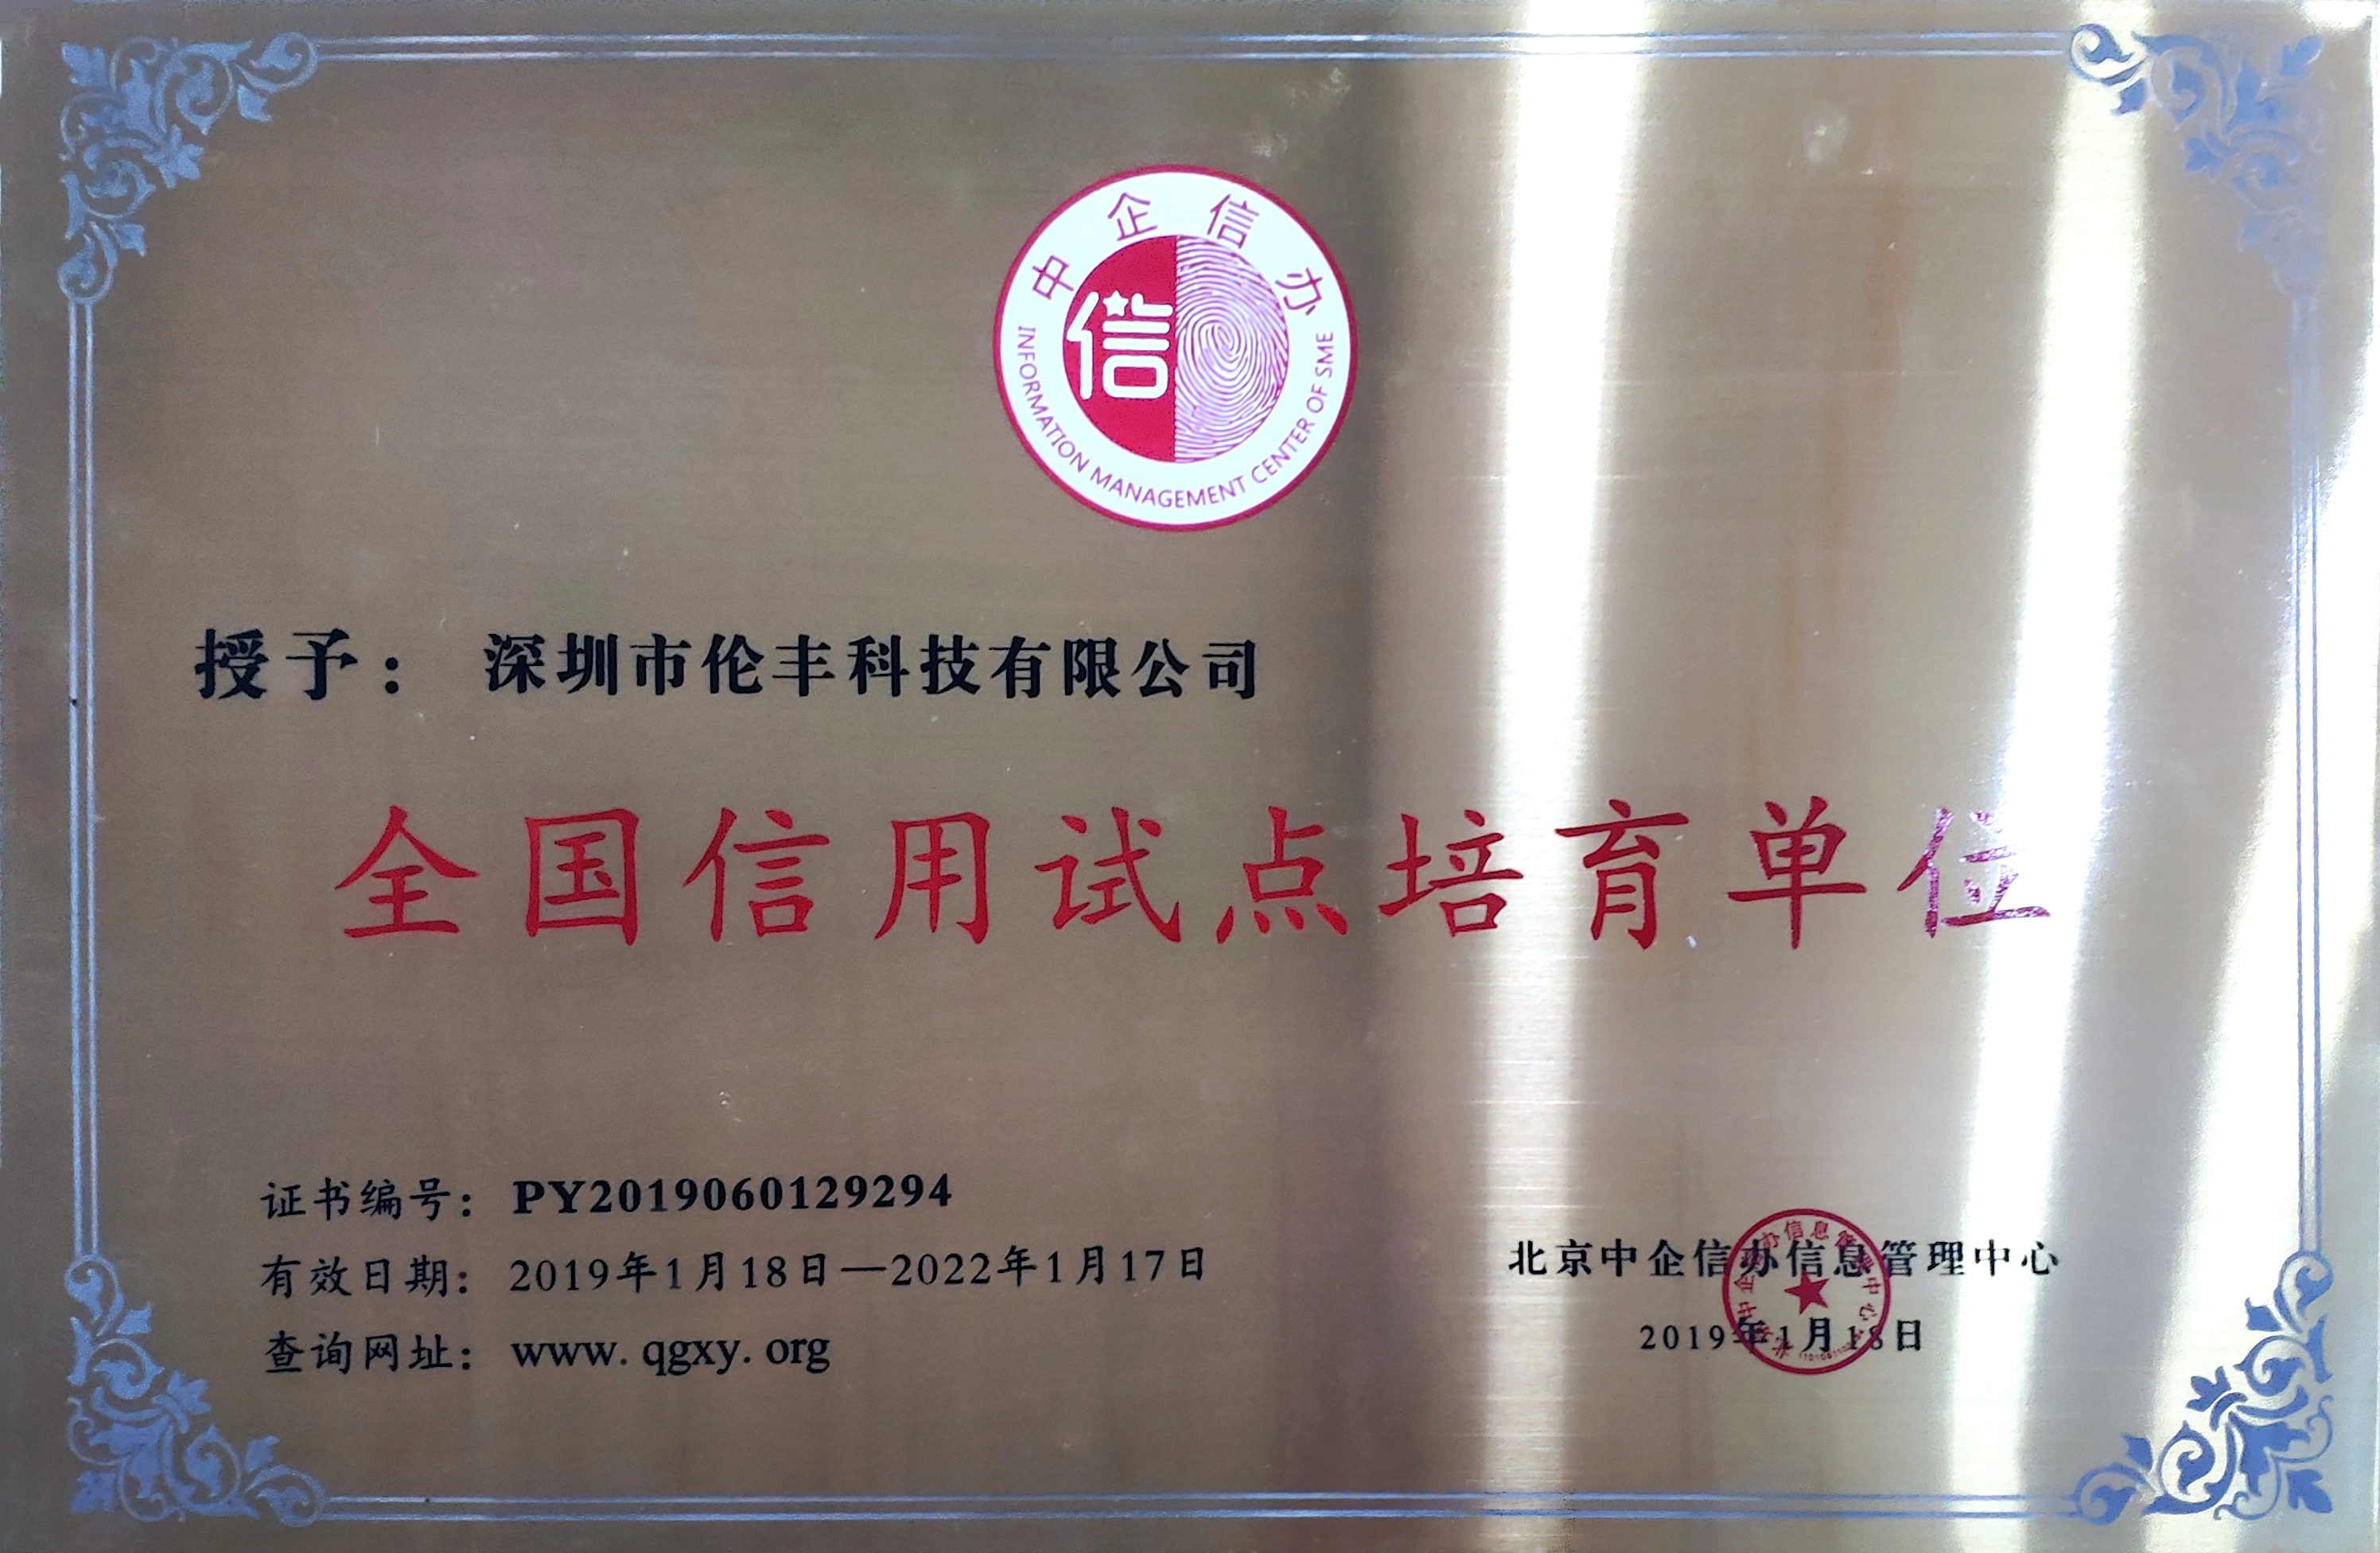 中企信办
信
INFORMATION MANAGEMENT CENTER OF SME
授予： 深圳市伦丰科技有限公司
全国信用试点培育单位
证书编号：PY2019060129294
有效日期：2019年1月18日—2022年1月17日
查询网址：www.qgxy.org
北京中企信办信息管理中心
2019年1月18日